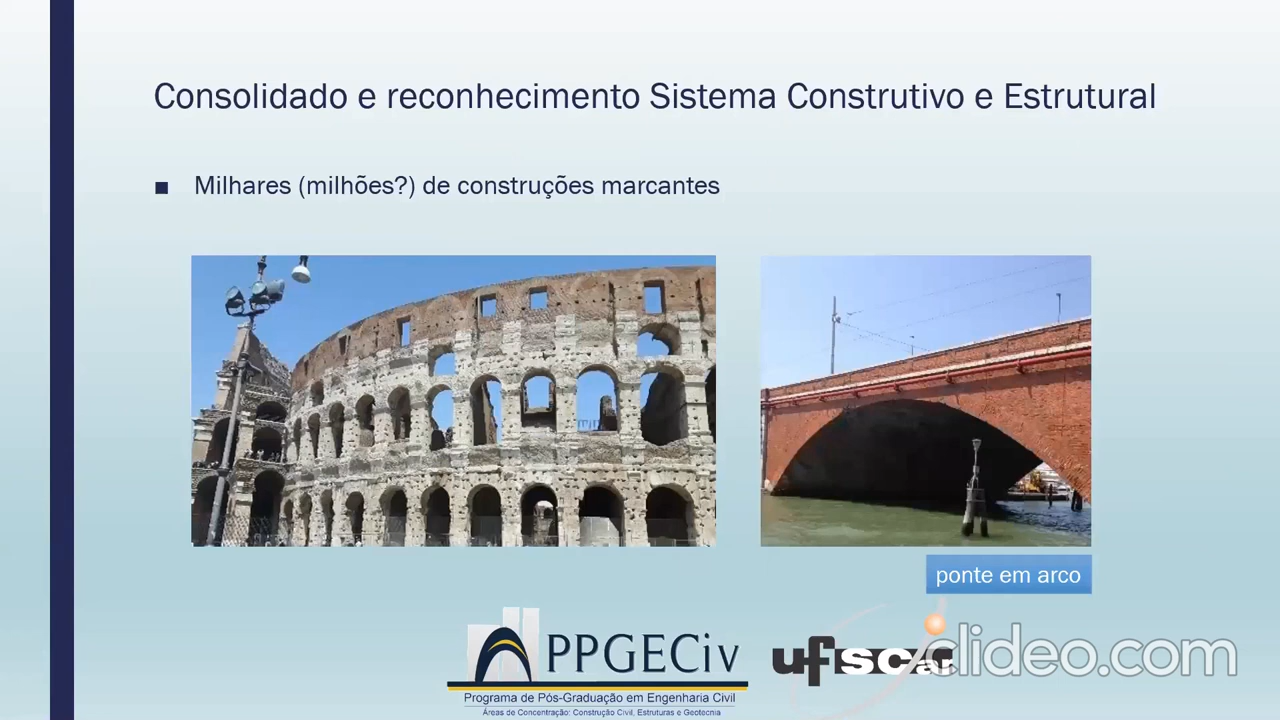 Consolidado e reconhecimento Sistema Construtivo e Estrutural
■ Milhares (milhões?) de construções marcantes
ponte em arco
PPGECiv
Programa de Pós-Graduação em Engenharia Civil
Áreas de Concentração: Construção Civil, Estruturas e Geotecnia
ufscar
clideo.com